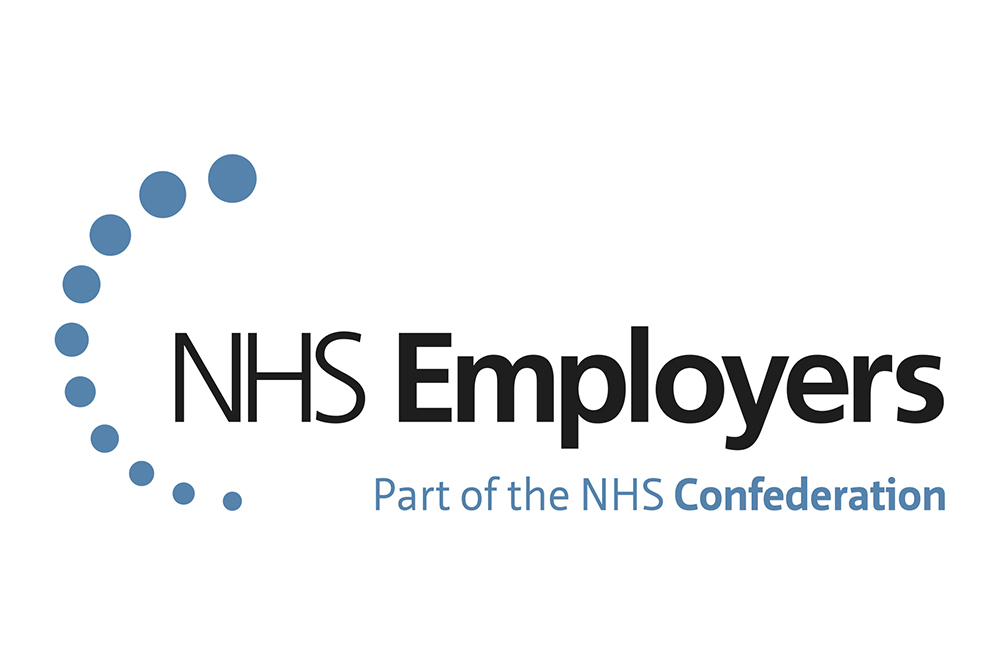 NHS Employers
Part of the NHS Confederation